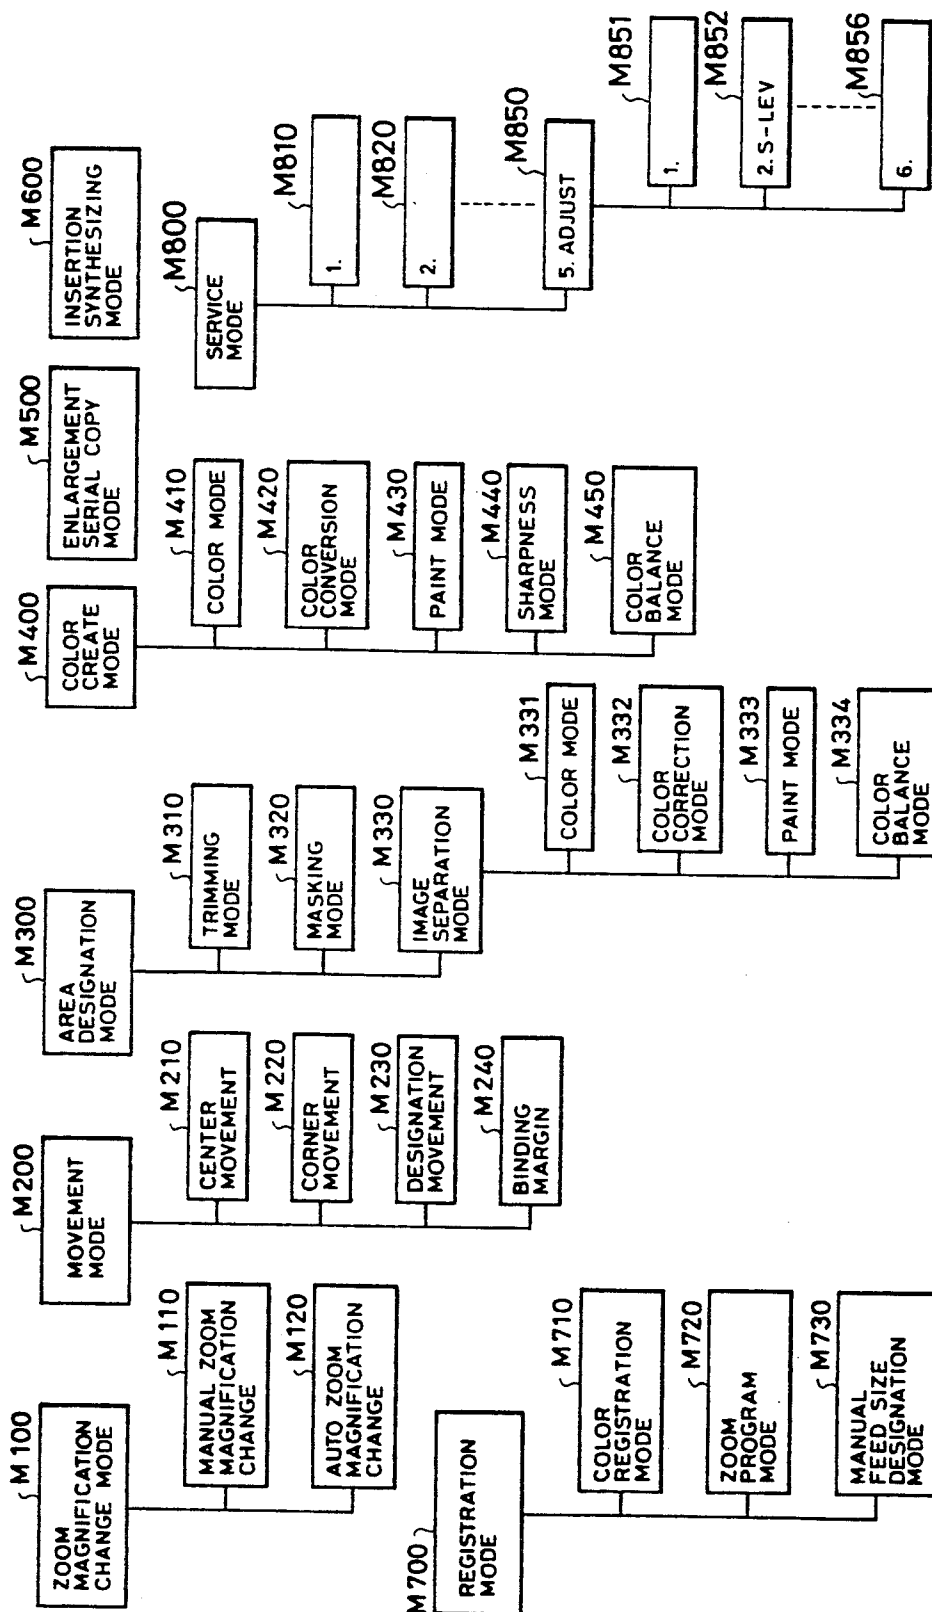 M100
ZOOM
MAGNIFICATION
CHANGE MODE
M110
MANUAL ZOOM
MAGNIFICATION
CHANGE
M120
AUTO ZOOM
MAGNIFICATION
CHANGE
M200
MOVEMENT
MODE
M210
CENTER
MOVEMENT
M220
CORNER
MOVEMENT
M230
DESIGNATION
MOVEMENT
M240
BINDING
MARGIN
M300
AREA
DESIGNATION
MODE
M310
TRIMMING
MODE
M320
MASKING
MODE
M330
IMAGE
SEPARATION
MODE
M331
COLOR MODE
M332
COLOR
CORRECTION
MODE
M333
PAINT MODE
M334
COLOR
BALANCE
MODE
M400
COLOR
CREATE
MODE
M410
COLOR MODE
M420
COLOR
CONVERSION
MODE
M430
PAINT MODE
M440
SHARPNESS
MODE
M450
COLOR
BALANCE
MODE
M500
ENLARGEMENT
SERIAL COPY
MODE
M600
INSERTION
SYNTHESIZING
MODE
M700
REGISTRATION
MODE
M710
COLOR
REGISTRATION
MODE
M720
ZOOM
PROGRAM
MODE
M730
MANUAL
FEED SIZE
DESIGNATION
MODE
M800
SERVICE
MODE
M810
1.
M820
2.
M850
5. ADJUST
M851
1.
M852
2. S-LEV
M856
6.